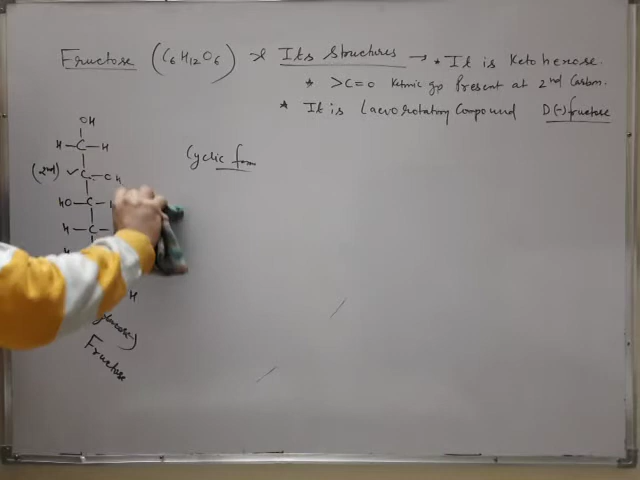 Fructose (C6H12O6) & Its Structures → * It is Ketohexose.
* >C=O Ketonic gp Present at 2nd Carbon.
* It is Laevorotatory Compound D(-)fructose
OH
H-C-H
Cyclic form
(2nd) ✓ C-OH
HO-C-
H-C-
H
H
Fructose